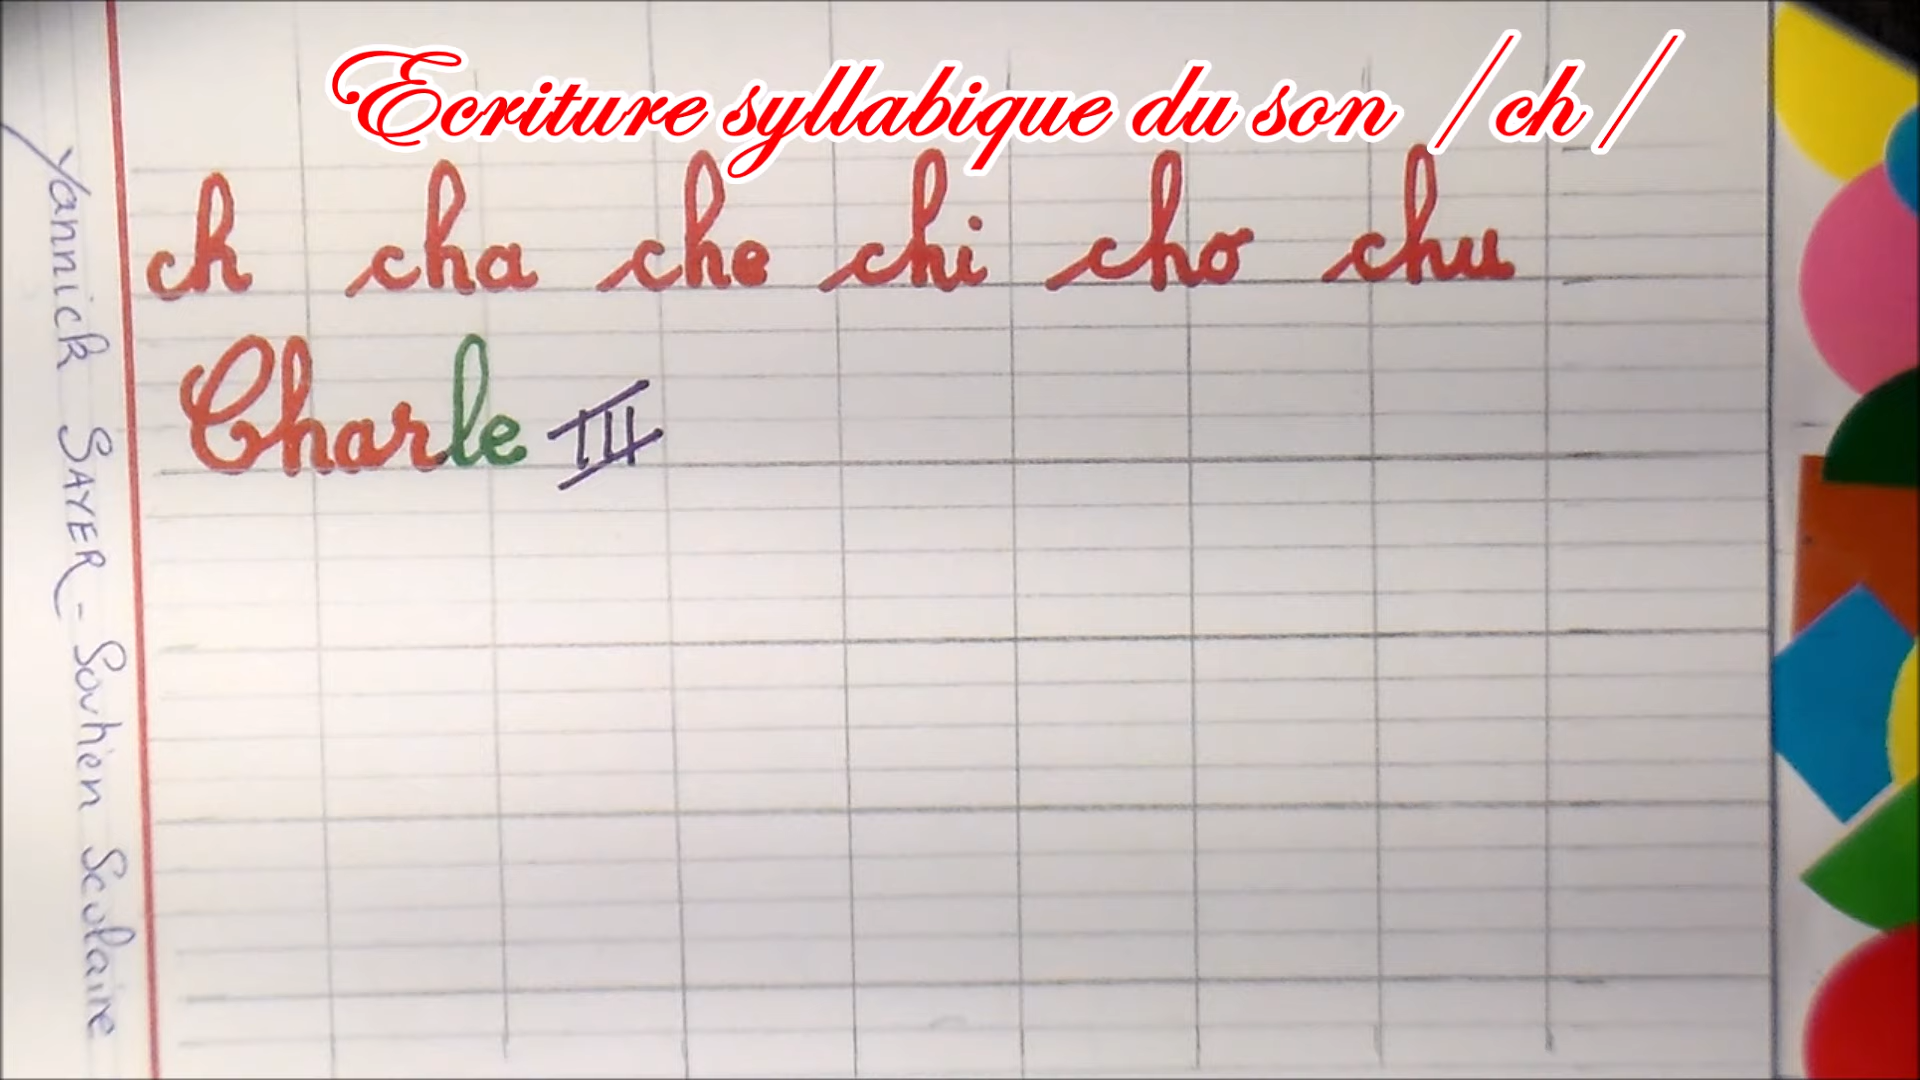 Ecriture syllabique du son /ch/
ch cha che chi cho chu
Charle III
Yannick SAYER - Soutien Scolaire